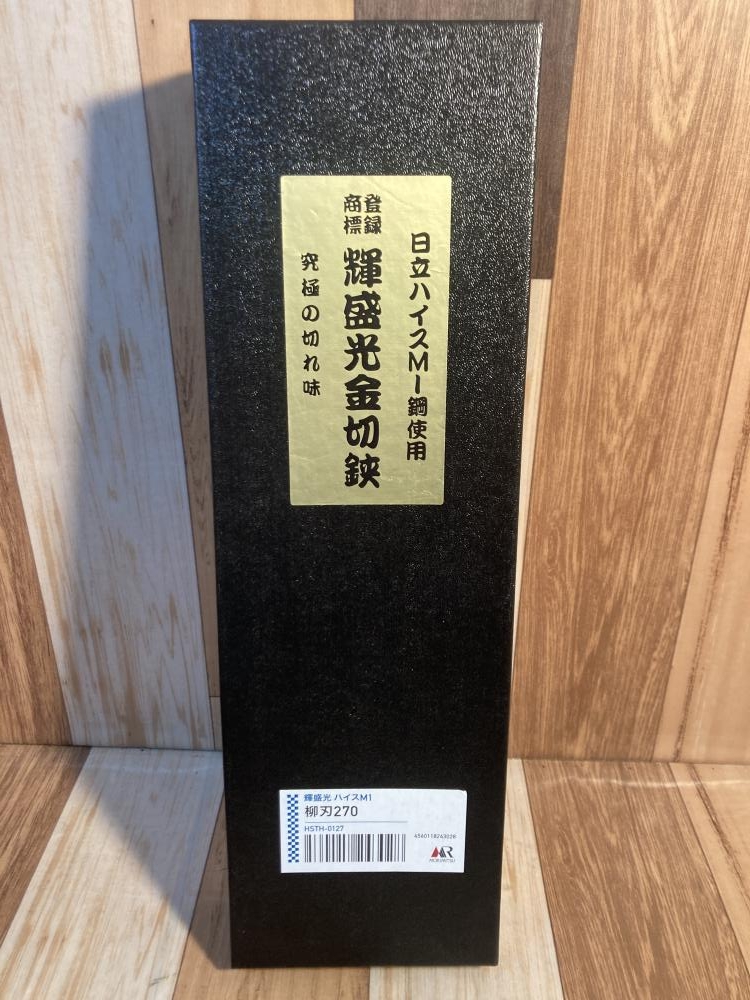 日立ハイスM1鋼使用
登録
商標
輝盛光金切鋏
究極の切れ味
輝盛光 ハイスM1
柳刃270
HSTH-0127
4560118243028
MR